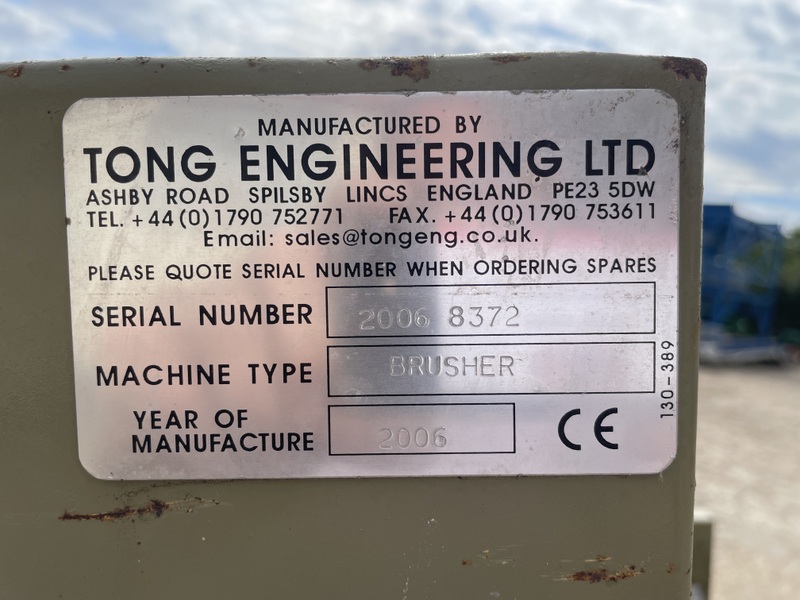 MANUFACTURED BY
TONG ENGINEERING LTD
ASHBY ROAD SPILSBY LINCS ENGLAND PE23 5DW
TEL. +44(0)1790 752771 FAX. +44(0)1790 753611
Email: sales@tongeng.co.uk.
PLEASE QUOTE SERIAL NUMBER WHEN ORDERING SPARES
SERIAL NUMBER 2006 8372
MACHINE TYPE BRUSHER
YEAR OF
MANUFACTURE 2006
CE
130-389